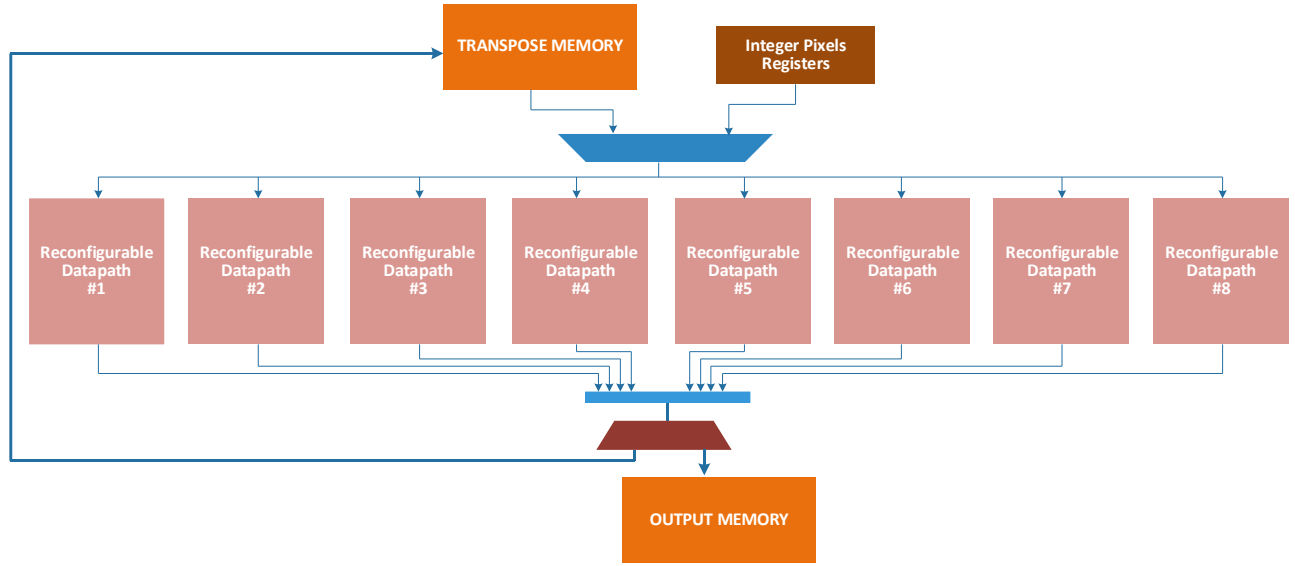 TRANSPOSE MEMORY
Integer Pixels
Registers
Reconfigurable
Datapath
#1
Reconfigurable
Datapath
#2
Reconfigurable
Datapath
#3
Reconfigurable
Datapath
#4
Reconfigurable
Datapath
#5
Reconfigurable
Datapath
#6
Reconfigurable
Datapath
#7
Reconfigurable
Datapath
#8
OUTPUT MEMORY